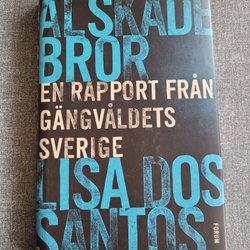 ÄLSKADE
BROR
EN RAPPORT FRÅN
GÄNGVÅLDETS
SVERIGE
LISA DOS
SANTOS
FORUM